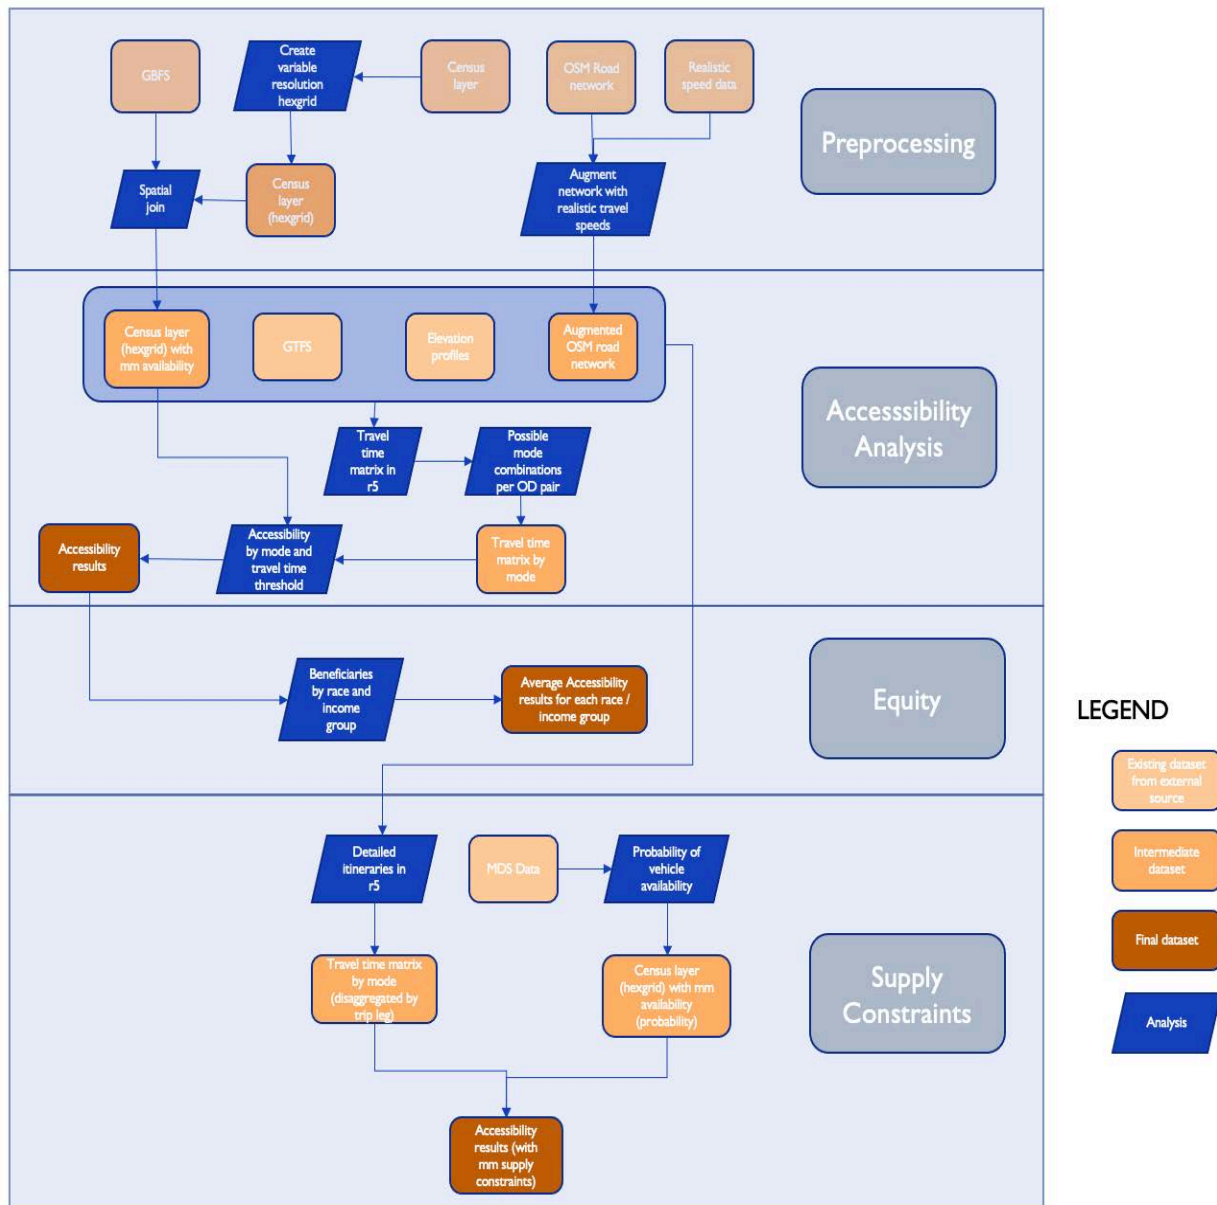 GBFS
Create
variable
resolution
hexgrid
Census
layer
OSM Road
network
Realistic
speed data
Preprocessing
Spatial
join
Census
layer
(hexgrid)
Augment
network with
realistic travel
speeds
Census layer
(hexgrid) with
mm availability
GTFS
Elevation
profiles
Augmented
OSM road
network
Accesssibility
Analysis
Travel
time
matrix in
r5
Possible
mode
combinations
per OD pair
Accessibility
results
Accessibility
by mode and
travel time
threshold
Travel time
matrix by
mode
Beneficiaries
by race and
income
group
Average Accessibility
results for each race /
income group
Equity
LEGEND
Existing dataset
from external
source
Intermediate
dataset
Final dataset
Analysis
Detailed
itineraries in
r5
MDS Data
Probability of
vehicle
availability
Travel time matrix
by mode
(disaggregated by
trip leg)
Census layer
(hexgrid) with mm
availability
(probability)
Supply
Constraints
Accessibility
results (with
mm supply
constraints)